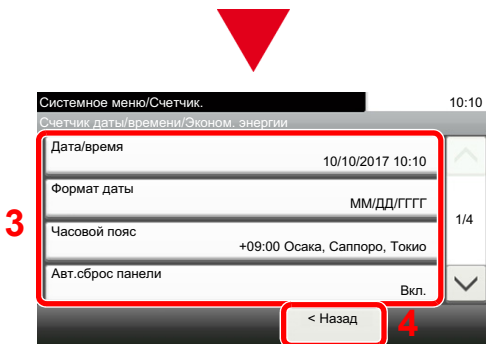 Системное меню/Счетчик.
10:10
Счетчик даты/времени/Эконом. энергии
Дата/время
10/10/2017 10:10
Формат даты
ММ/ДД/ГГГГ
1/4
3
Часовой пояс
+09:00 Осака, Саппоро, Токио
Авт.сброс панели
Вкл.
< Назад
4